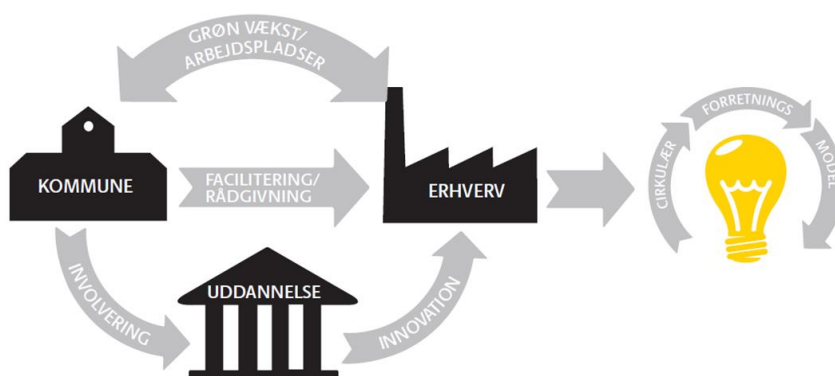 GRØN VÆKST/
ARBEJDSPLADSER
KOMMUNE
FACILITERING/
RÅDGIVNING
ERHVERV
CIRKULÆR
FORRETNINGS
MODEL
INVOLVERING
UDDANNELSE
INNOVATION